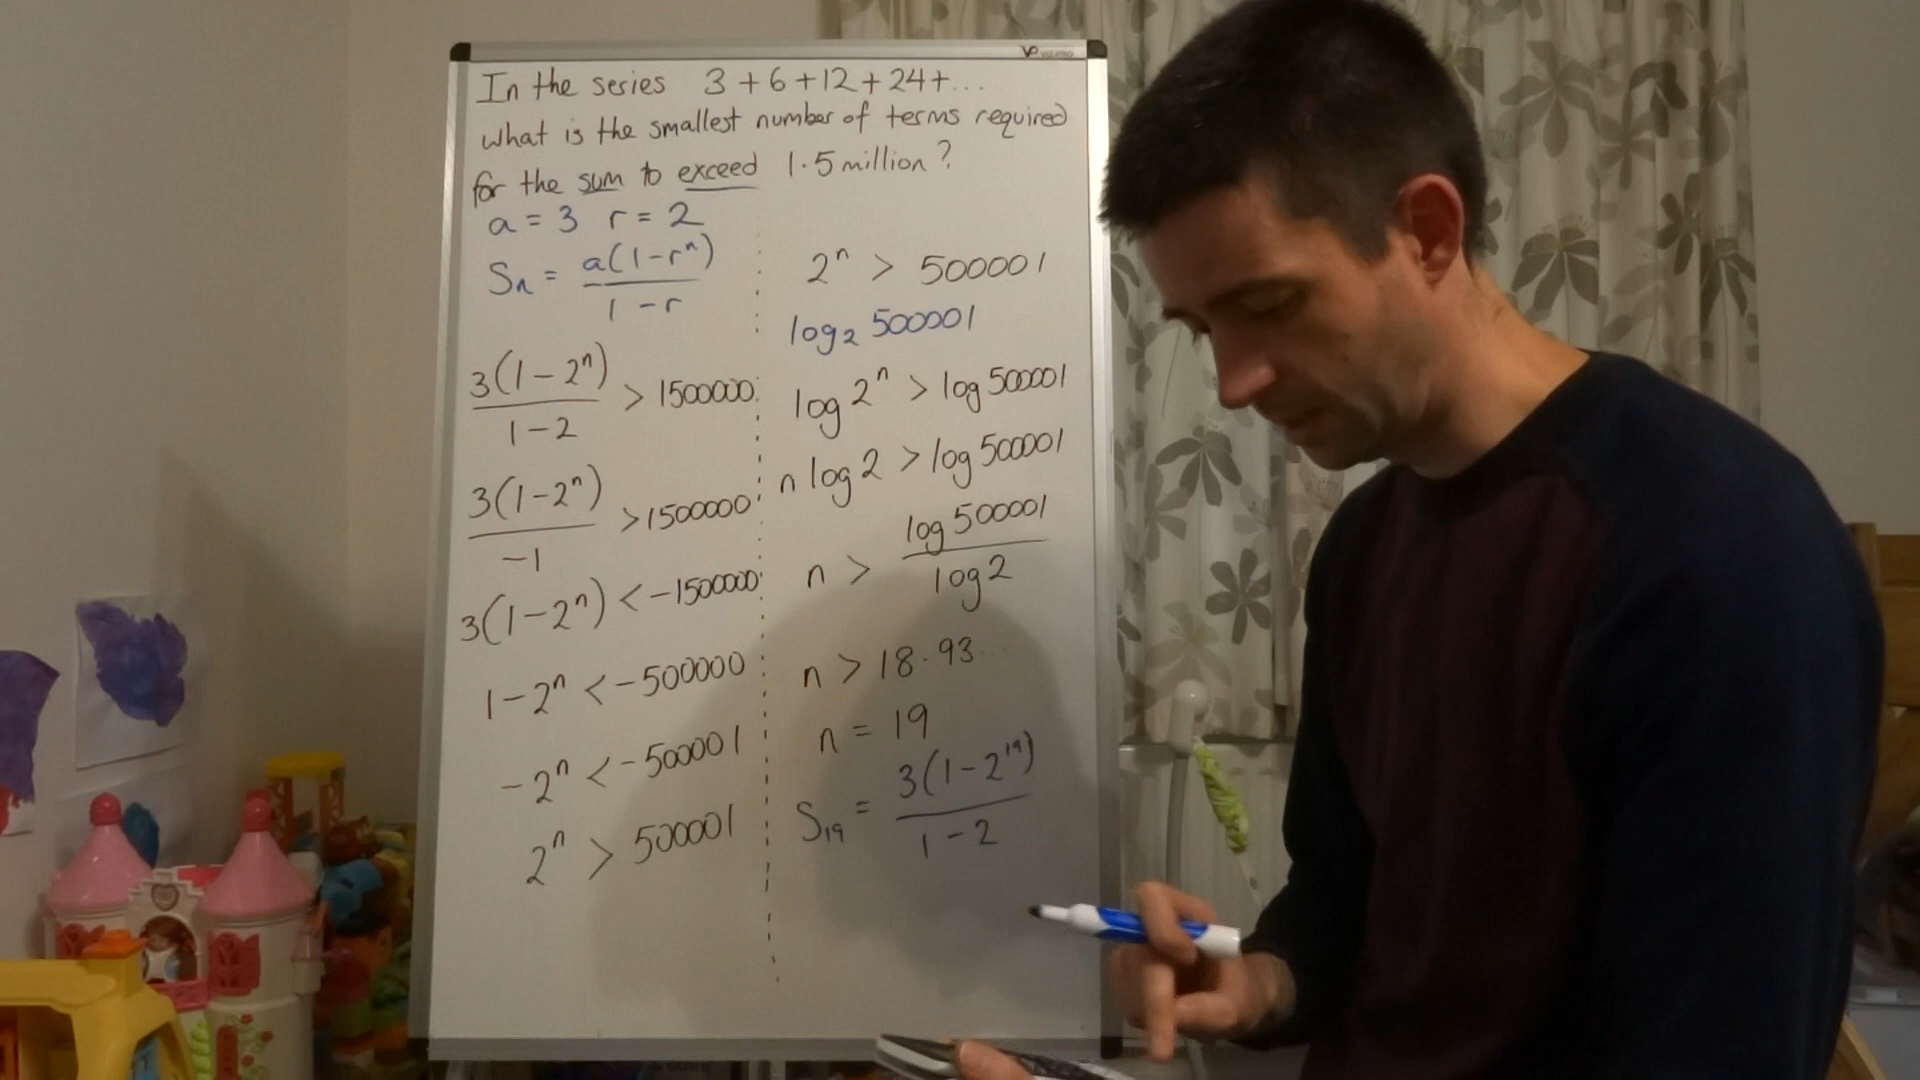 In the series 3 + 6 + 12 + 24 + ...
what is the smallest number of terms required
for the sum to exceed 1.5 million?
a = 3 r = 2
Sn = a(1-r^n) / 1-r
3(1-2^n) / 1-2 > 1500000
3(1-2^n) / -1 > 1500000
3(1-2^n) < -1500000
1-2^n < -500000
-2^n < -500001
2^n > 500001
2^n > 500001
log₂ 500001
log 2^n > log 500001
n log 2 > log 500001
n > log 500001 / log 2
n > 18.93...
n = 19
S₁₉ = 3(1-2^19) / 1-2